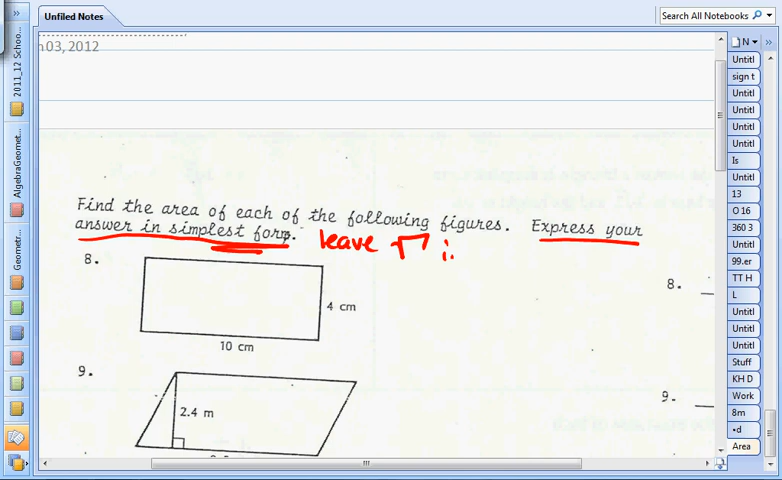 Unfiled Notes
Search All Notebooks
03, 2012
2011_12 Schoo...
AlgebraGeomet...
Geometr...
Find the area of each of the following figures. Express your
answer in simplest form.
leave √
8.
4 cm
10 cm
8.
9.
2.4 m
9.
N
Untitl
sign t
Untitl
Untitl
Untitl
Untitl
Is
Untitl
13
O 16
360 3
Untitl
99.er
TT H
L
Untitl
Untitl
Untitl
Stuff
KH D
Work
8m
•d
Area